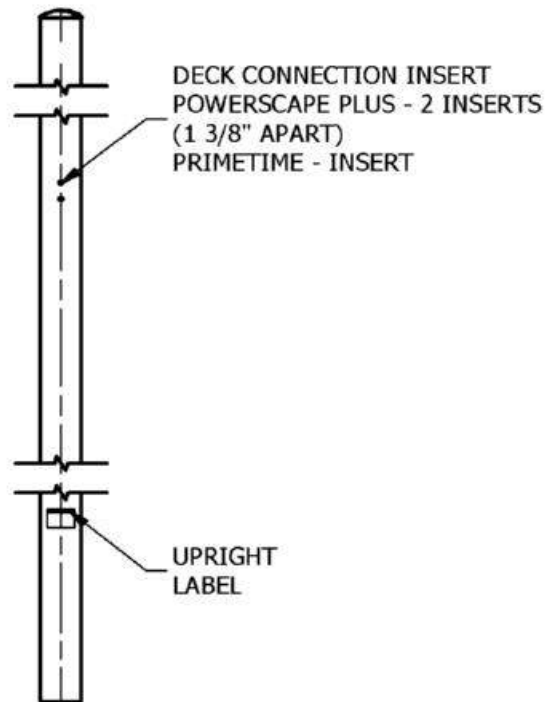 DECK CONNECTION INSERT
POWERSCAPE PLUS - 2 INSERTS
(1 3/8" APART)
PRIMETIME - INSERT
UPRIGHT
LABEL